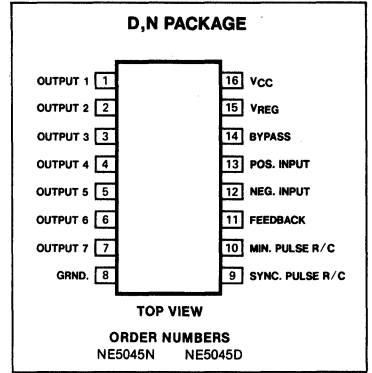 D,N PACKAGE
OUTPUT 1 1 16 VCC
OUTPUT 2 2 15 VREG
OUTPUT 3 3 14 BYPASS
OUTPUT 4 4 13 POS. INPUT
OUTPUT 5 5 12 NEG. INPUT
OUTPUT 6 6 11 FEEDBACK
OUTPUT 7 7 10 MIN. PULSE R/C
GRND. 8 9 SYNC. PULSE R/C
TOP VIEW
ORDER NUMBERS
NE5045N NE5045D